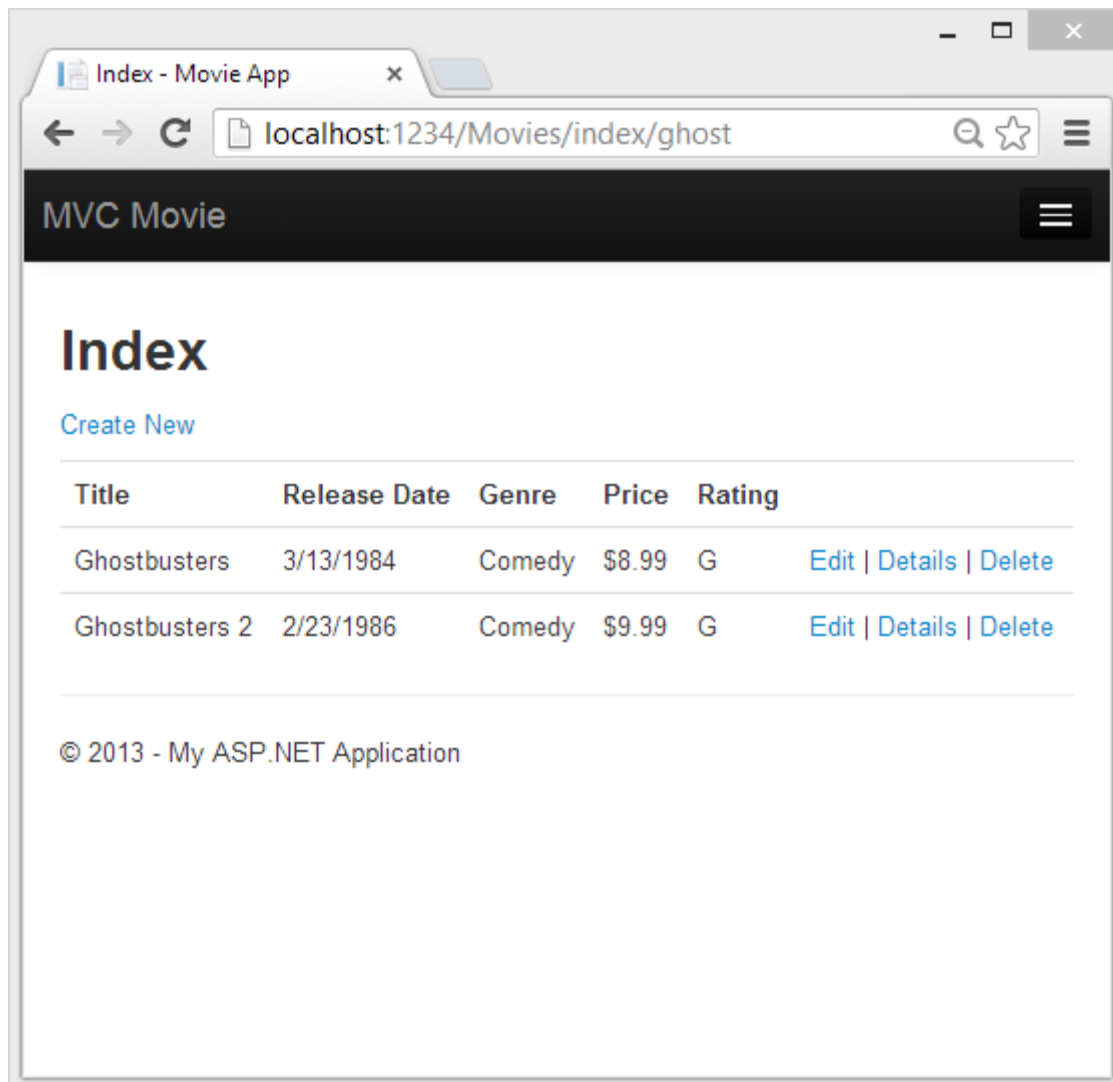 Index - Movie App
localhost:1234/Movies/index/ghost
MVC Movie
Index
Create New
Title Release Date Genre Price Rating
Ghostbusters 3/13/1984 Comedy $8.99 G Edit | Details | Delete
Ghostbusters 2 2/23/1986 Comedy $9.99 G Edit | Details | Delete
© 2013 - My ASP.NET Application